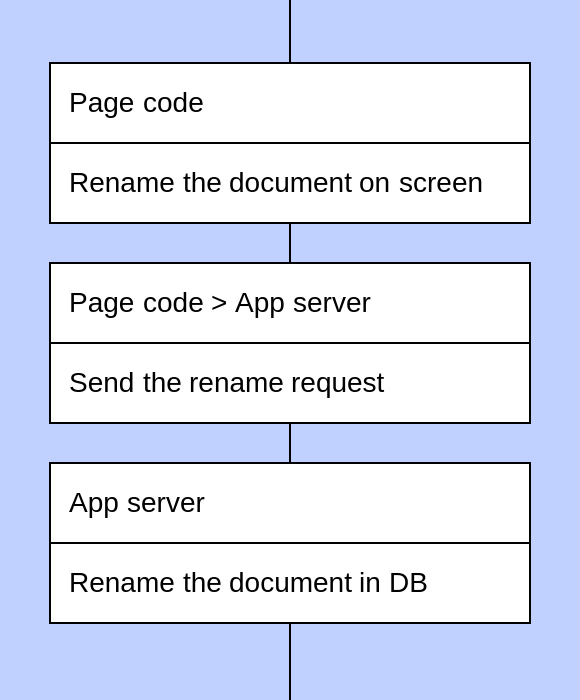 Page code
Rename the document on screen
Page code > App server
Send the rename request
App server
Rename the document in DB